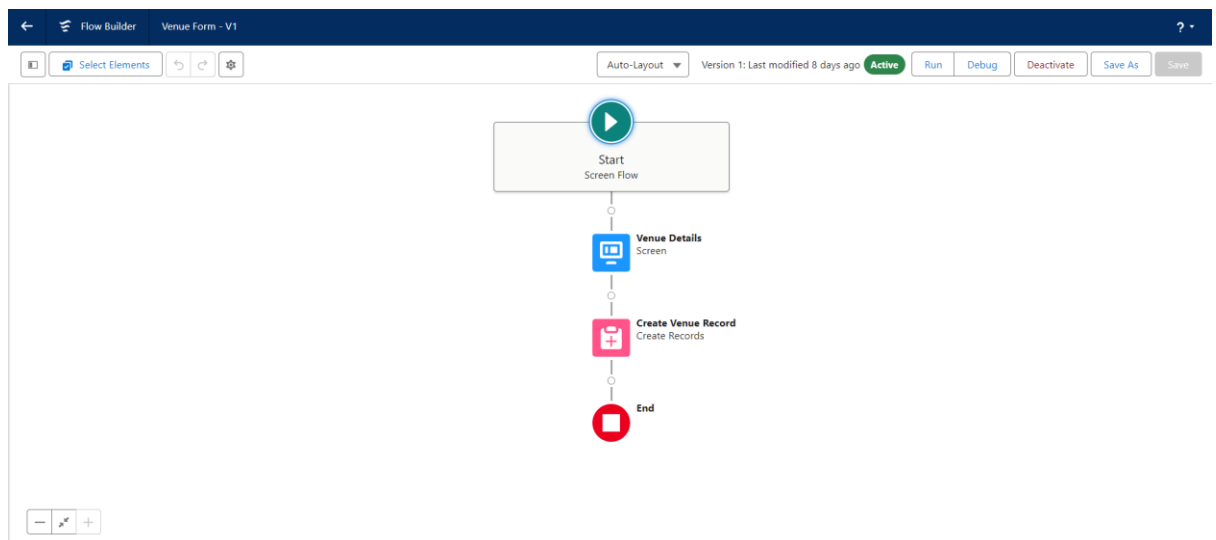 Flow Builder Venue Form - V1 ?
Select Elements Auto-Layout Version 1: Last modified 8 days ago Active Run Debug Deactivate Save As Save
Start
Screen Flow
Venue Details
Screen
Create Venue Record
Create Records
End